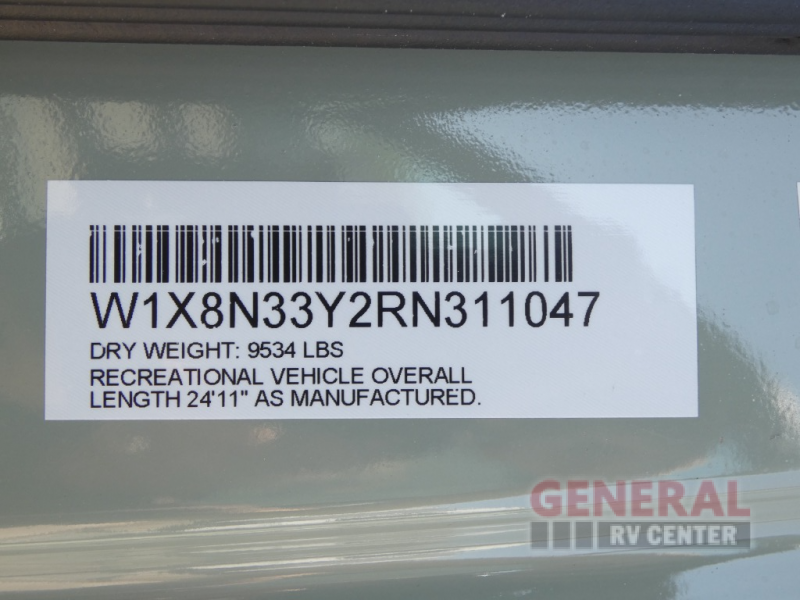 W1X8N33Y2RN311047
DRY WEIGHT: 9534 LBS
RECREATIONAL VEHICLE OVERALL
LENGTH 24'11" AS MANUFACTURED.
GENERAL
RV CENTER